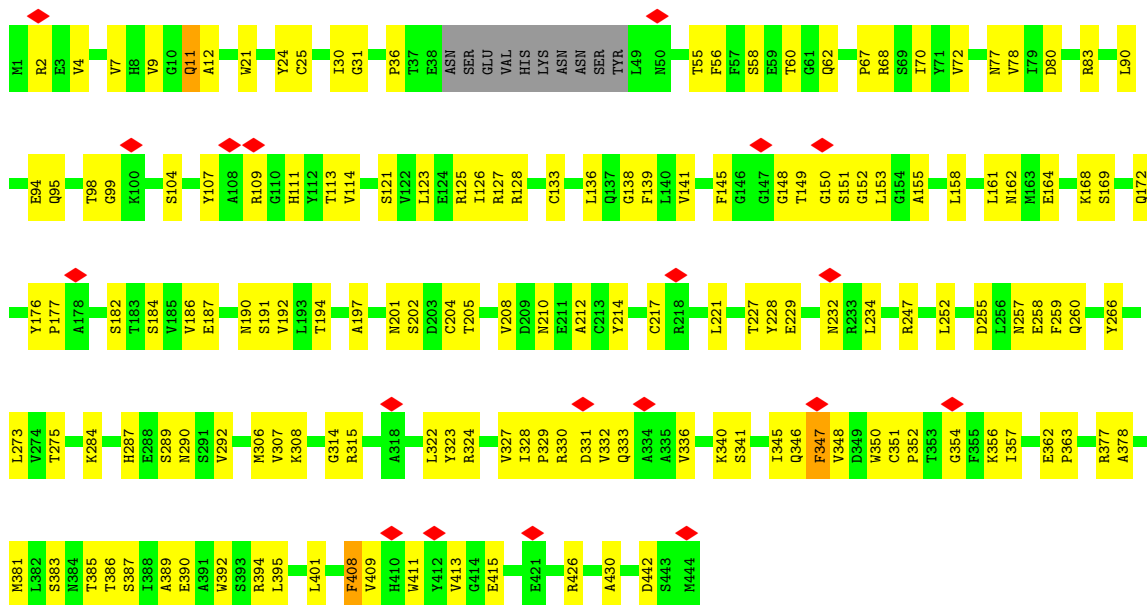 M1 R2 E3 V4 V7 H8 V9 G10 Q11 A12 W21 Y24 C25 I30 G31 P36 T37 E38 ASN SER GLU VAL HIS LYS ASN ASN SER TYR L49 N50 T55 F56 F57 S58 E59 T60 G61 Q62 P67 R68 S69 I70 Y71 V72 N77 V78 I79 D80 R83 L90
E94 Q95 T98 G99 K100 S104 Y107 A108 R109 G110 H111 Y112 T113 V114 S121 V122 L123 E124 R125 I126 R127 R128 C133 L136 Q137 G138 F139 L140 V141 F145 G146 G147 G148 T149 G150 S151 G152 L153 G154 A155 L158 L161 N162 M163 E164 K168 S169 Q172
Y176 P177 A178 S182 T183 S184 V185 V186 E187 N190 S191 V192 L193 T194 A197 N201 S202 D203 C204 T205 V208 D209 N210 E211 A212 C213 Y214 C217 R218 L221 T227 Y228 E229 N232 R233 L234 R247 L252 D255 L256 N257 E258 F259 Q260 Y266
L273 V274 T275 K284 H287 E288 S289 N290 S291 V292 M306 V307 K308 G314 R315 A318 L322 Y323 R324 V327 I328 P329 R330 D331 V332 Q333 A334 A335 V336 K340 S341 I345 Q346 F347 V348 D349 W350 C351 P352 T353 G354 F355 K356 I357 E362 P363 R377 A378
M381 L382 S383 N384 T385 T386 S387 I388 A389 E390 A391 W392 S393 R394 L395 L401 F408 V409 H410 W411 Y412 V413 G414 E415 E421 R426 A430 D442 S443 M444